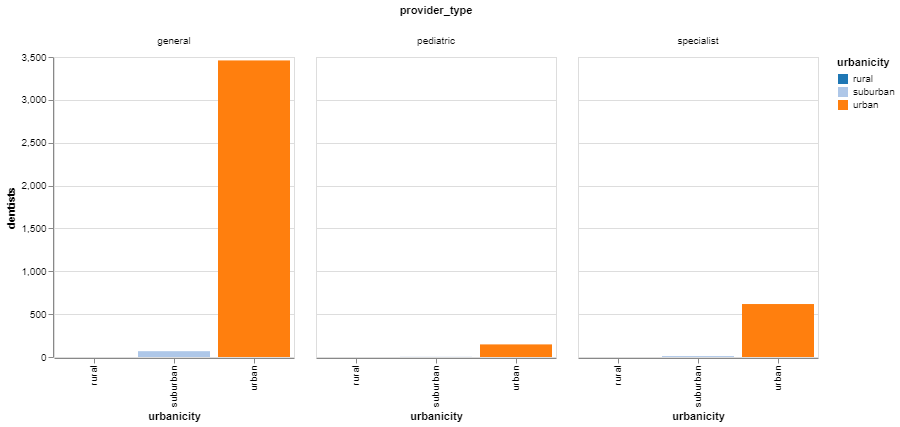 provider_type
general
pediatric
specialist
dentists
3,500
3,000
2,500
2,000
1,500
1,000
500
0
rural
suburban
urban
urbanicity
rural
suburban
urban
urbanicity
rural
suburban
urban
urbanicity
urbanicity
rural
suburban
urban